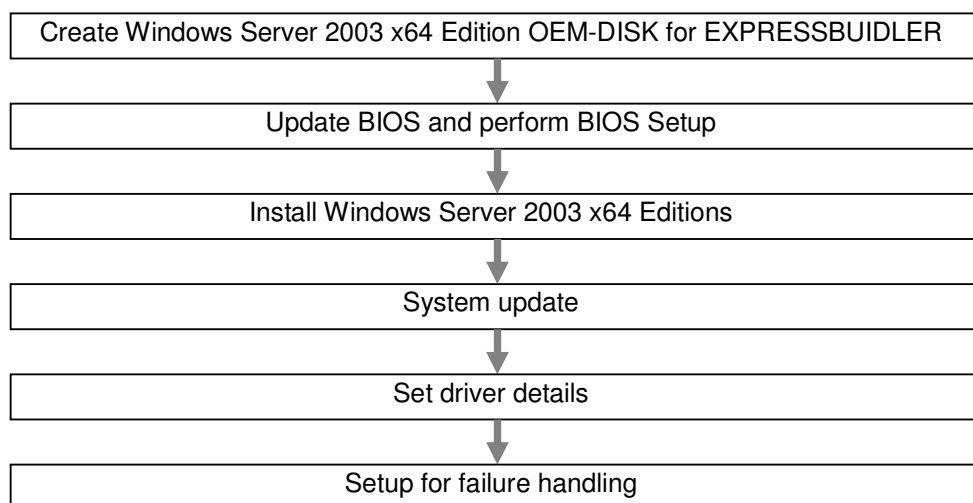 Create Windows Server 2003 x64 Edition OEM-DISK for EXPRESSBUIDLER
Update BIOS and perform BIOS Setup
Install Windows Server 2003 x64 Editions
System update
Set driver details
Setup for failure handling